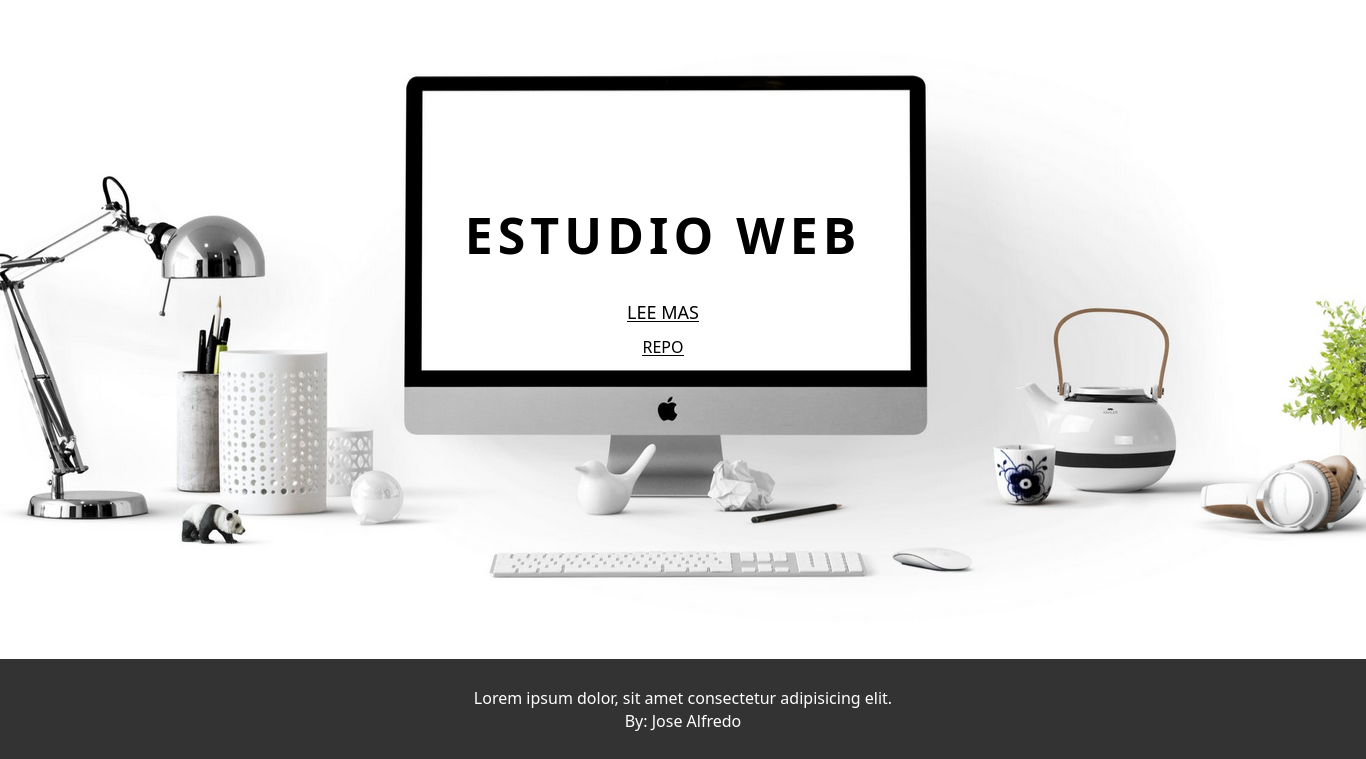 ESTUDIO WEB
LEE MAS
REPO
Lorem ipsum dolor, sit amet consectetur adipisicing elit.
By: Jose Alfredo